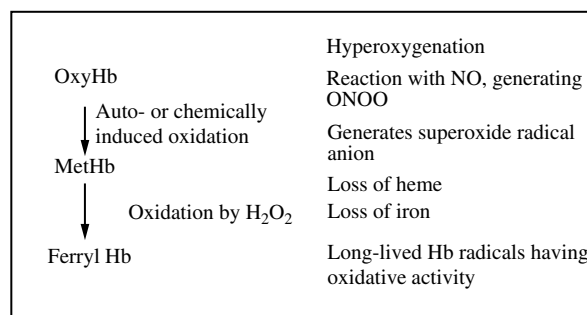 Hyperoxygenation
OxyHb
Reaction with NO, generating
ONOO
Auto- or chemically
induced oxidation
Generates superoxide radical
anion
MetHb
Loss of heme
Oxidation by H₂O₂
Loss of iron
Ferryl Hb
Long-lived Hb radicals having
oxidative activity